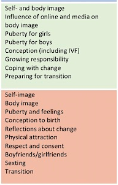 Self- and body image
Influence of online and media on
body image
Puberty for girls
Puberty for boys
Conception (including IVF)
Growing responsibility
Coping with change
Preparing for transition
Self-image
Body image
Puberty and feelings
Conception to birth
Reflections about change
Physical attraction
Respect and consent
Boyfriends/girlfriends
Sexting
Transition